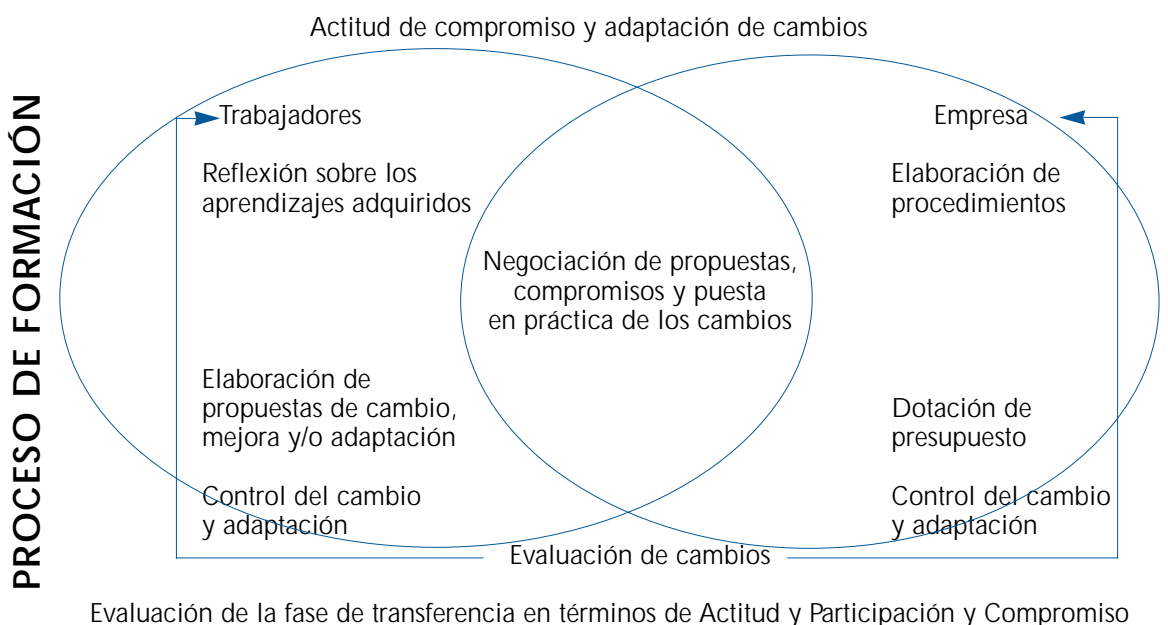 Actitud de compromiso y adaptación de cambios
PROCESO DE FORMACIÓN
Trabajadores
Reflexión sobre los
aprendizajes adquiridos
Elaboración de
propuestas de cambio,
mejora y/o adaptación
Control del cambio
y adaptación
Negociación de propuestas,
compromisos y puesta
en práctica de los cambios
Empresa
Elaboración de
procedimientos
Dotación de
presupuesto
Control del cambio
y adaptación
Evaluación de cambios
Evaluación de la fase de transferencia en términos de Actitud y Participación y Compromiso